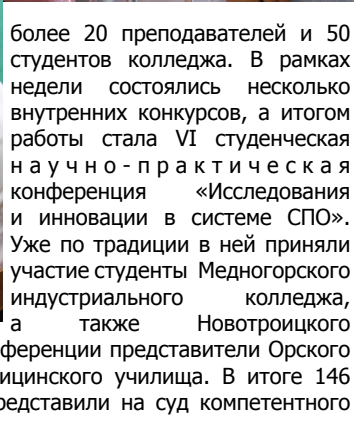 более 20 преподавателей и 50
студентов колледжа. В рамках
недели состоялись несколько
внутренних конкурсов, а итогом
работы стала VI студенческая
научно-практическая
конференция «Исследования
и инновации в системе СПО».
Уже по традиции в ней приняли
участие студенты Медногорского
индустриального колледжа,
а также Новотроицкого
ференции представители Орского
ицинского училища. В итоге 146
редставили на суд компетентного